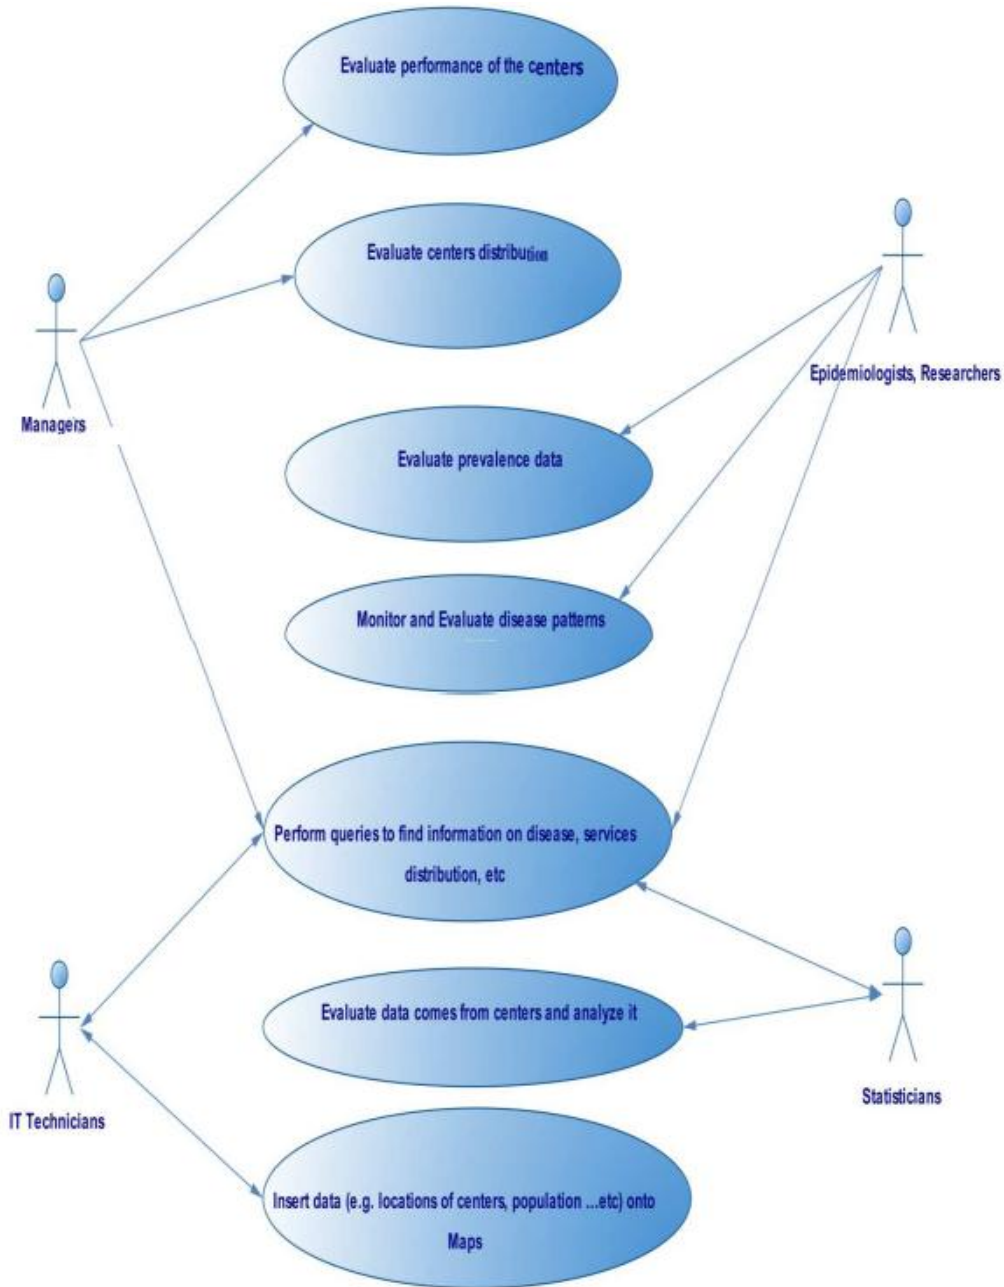 Evaluate performance of the centers
Evaluate centers distribution
Managers
Epidemiologists, Researchers
Evaluate prevalence data
Monitor and Evaluate disease patterns
Perform queries to find information on disease, services
distribution, etc
Evaluate data comes from centers and analyze it
IT Technicians
Statisticians
Insert data (e.g. locations of centers, population ...etc) onto
Maps